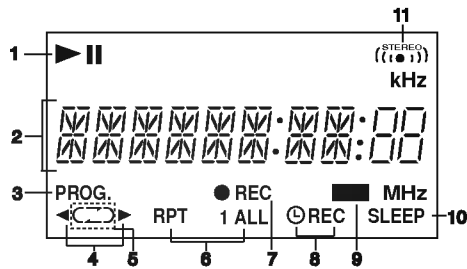 11
1
STEREO
kHz
2
3 PROG. REC MHz
RPT 1 ALL REC SLEEP 10
4 5 6 7 8 9